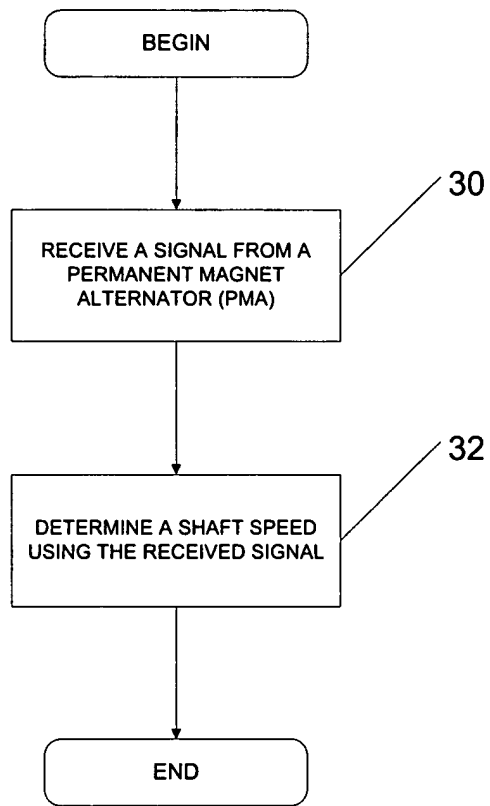 BEGIN
30
RECEIVE A SIGNAL FROM A
PERMANENT MAGNET
ALTERNATOR (PMA)
32
DETERMINE A SHAFT SPEED
USING THE RECEIVED SIGNAL
END